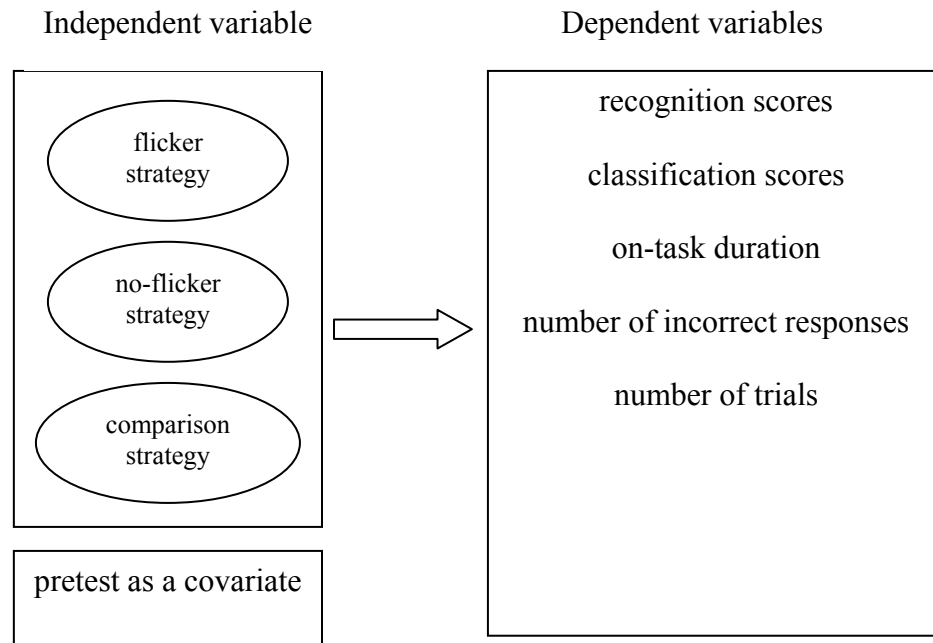 Independent variable
flicker
strategy
no-flicker
strategy
comparison
strategy
pretest as a covariate
Dependent variables
recognition scores
classification scores
on-task duration
number of incorrect responses
number of trials